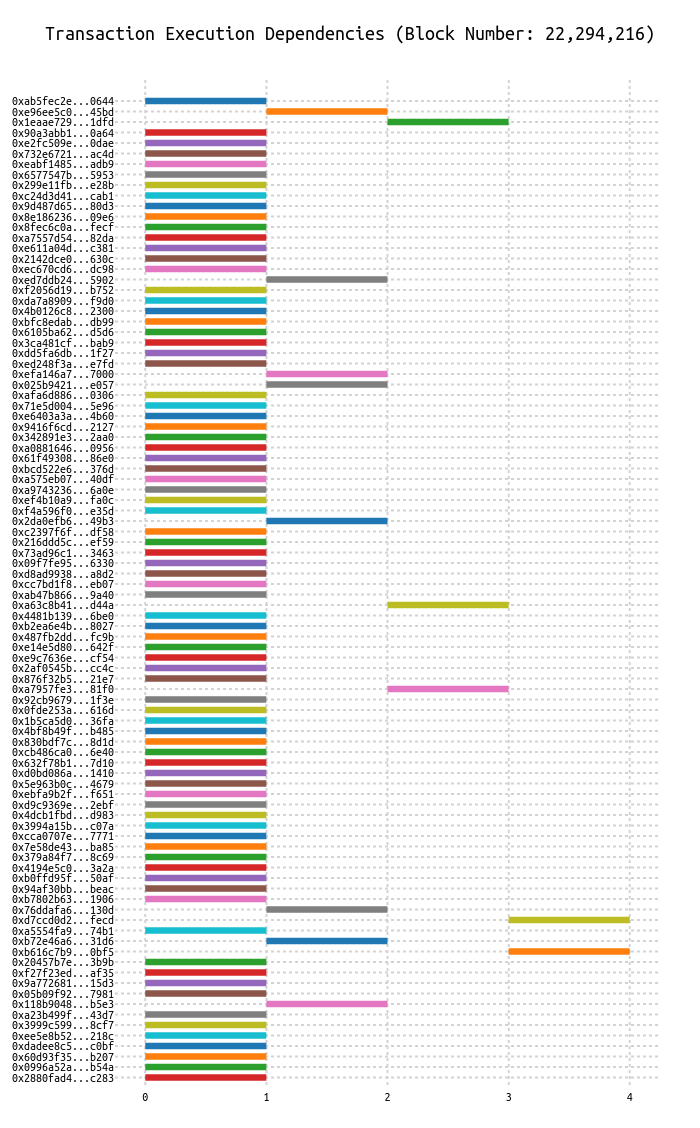 Transaction Execution Dependencies (Block Number: 22,294,216)
0xab5fec2e...0644
0xe96ee5c0...45bd
0x1eaae729...1dfd
0x90a3abb1...0a64
0xe2fc509e...0dae
0x732e6721...ac4d
0xeabf1485...adb9
0x6577547b...5953
0x299e11fb...e28b
0xc24d3d41...cab1
0x9d487d65...80d3
0x8e186236...09e6
0x8fec6c0a...fecf
0xa7557d54...82da
0xe611a04d...c381
0x2142dce0...630c
0xec670cd6...dc98
0xed7ddb24...5902
0xf2056d19...b752
0xda7a8909...f9d0
0x4b0126c8...2300
0xbfc8edab...db99
0x6105ba62...d5d6
0x3ca481cf...bab9
0xdd5fa6db...1f27
0xed248f3a...e7fd
0xefa146a7...7000
0x025b9421...e057
0xafa6d886...0306
0x71e5d004...5e96
0xe6403a3a...4b60
0x9416f6cd...2127
0x342891e3...2aa0
0xa0881646...0956
0x61f49308...86e0
0xbcd522e6...376d
0xa575eb07...40df
0xa9743236...6a0e
0xef4b10a9...fa0c
0xf4a596f0...e35d
0x2da0efb6...49b3
0xc2397f6f...df58
0x216ddd5c...ef59
0x73ad96c1...3463
0x09f7fe95...6330
0xd8ad9938...a8d2
0xcc7bd1f8...eb07
0xab47b866...9a40
0xa63c8b41...d44a
0x4481b139...6be0
0xb2ea6e4b...8027
0x487fb2dd...fc9b
0xe14e5d80...642f
0xe9c7636e...cf54
0x2af0545b...cc4c
0x876f32b5...21e7
0xa7957fe3...81f0
0x92cb9679...1f3e
0x0fde253a...616d
0x1b5ca5d0...36fa
0x4bf8b49f...b485
0x830bdf7c...8d1d
0xcb486ca0...6e40
0x632f78b1...7d10
0xd0bd086a...1410
0x5e963b0c...4679
0xebfa9b2f...f651
0xd9c9369e...2ebf
0x4dcb1fbd...d983
0x3994a15b...c07a
0xcca0707e...7771
0x7e58de43...ba85
0x379a84f7...8c69
0x4194e5c0...3a2a
0xb0ffd95f...50af
0x94af30bb...beac
0xb7802b63...1906
0x76ddafa6...130d
0xd7ccd0d2...fecd
0xa5554fa9...74b1
0xb72e46a6...31d6
0xb616c7b9...0bf5
0x20457b7e...3b9b
0xf27f23ed...af35
0x9a772681...15d3
0x05b09f92...7981
0x118b9048...b5e3
0xa23b499f...43d7
0x3999c599...8cf7
0xee5e8b52...218c
0xdadee8c5...c0bf
0x60d93f35...b207
0x0996a52a...b54a
0x2880fad4...c283
0 1 2 3 4